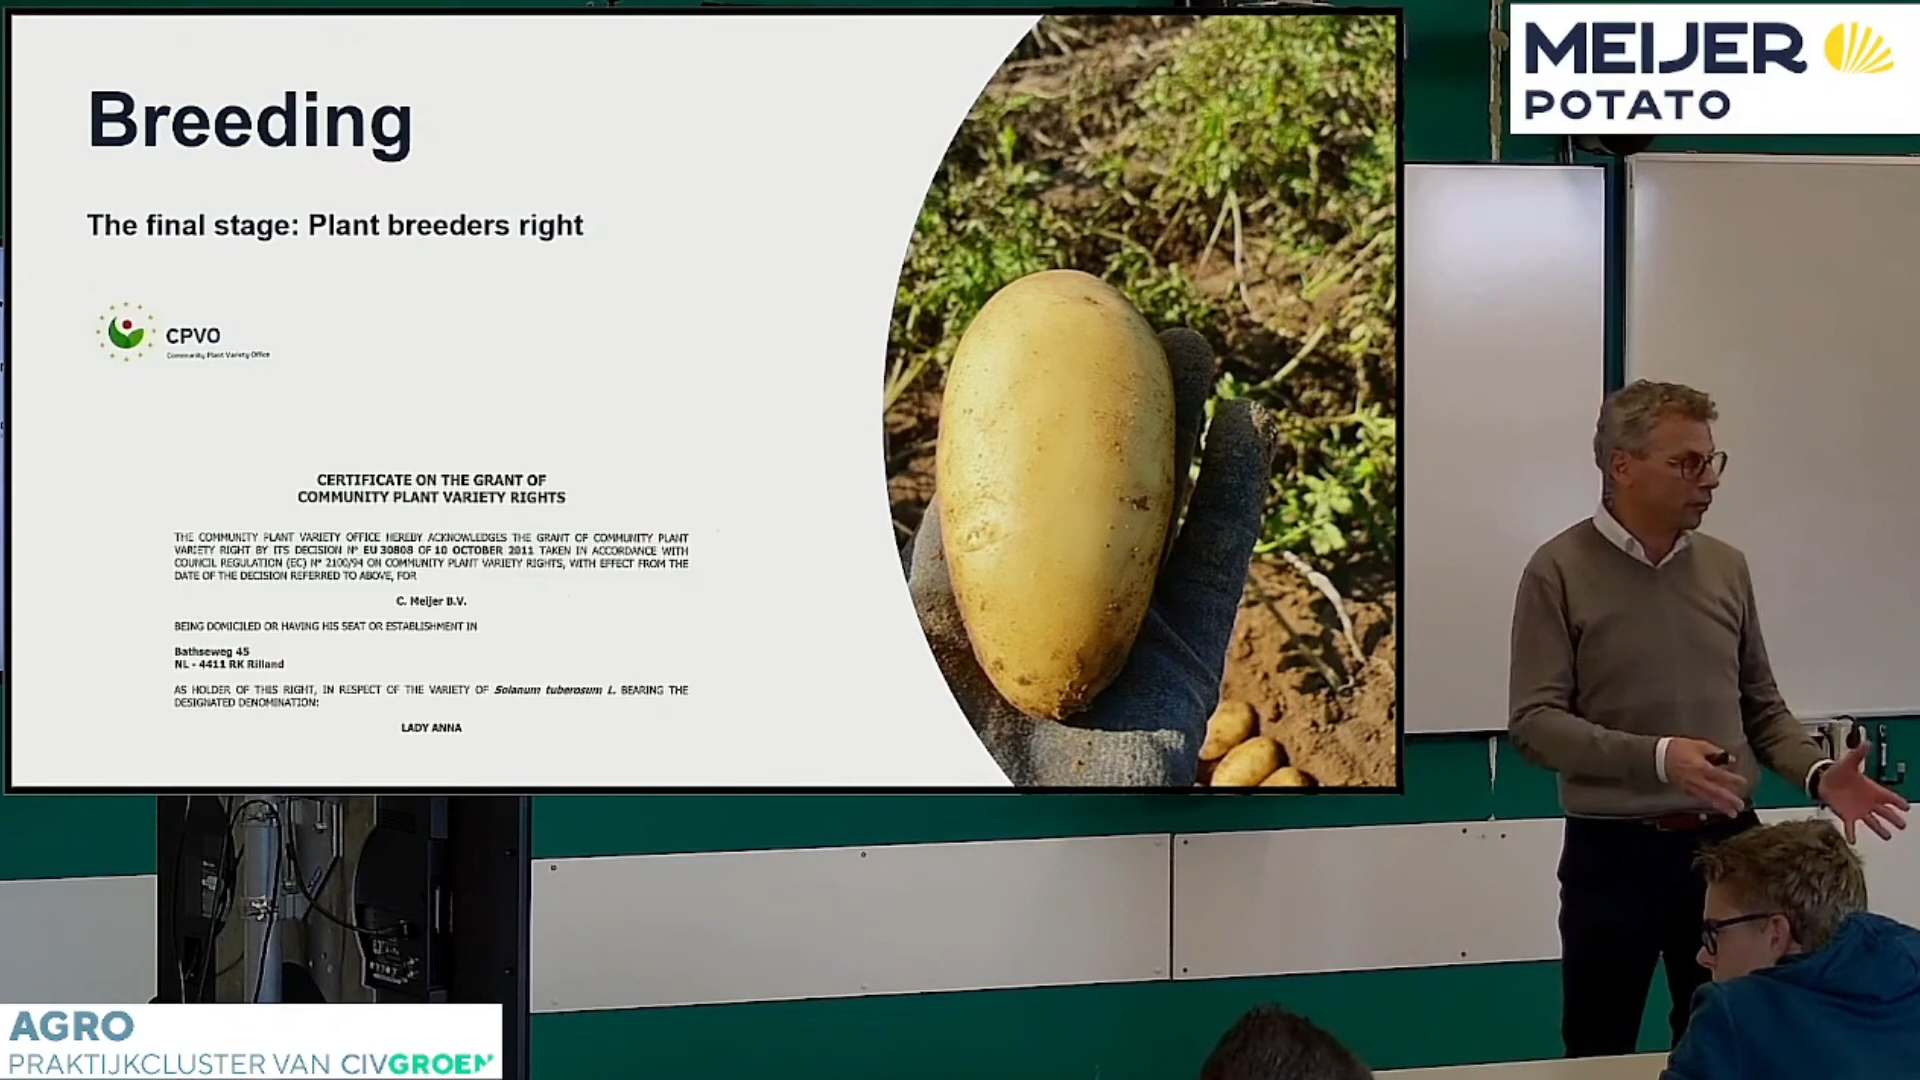 Breeding
The final stage: Plant breeders right
CPVO
Community Plant Variety Office
CERTIFICATE ON THE GRANT OF
COMMUNITY PLANT VARIETY RIGHTS
THE COMMUNITY PLANT VARIETY OFFICE HEREBY ACKNOWLEDGES THE GRANT OF COMMUNITY PLANT
VARIETY RIGHT BY ITS DECISION N° EU 30808 OF 10 OCTOBER 2011 TAKEN IN ACCORDANCE WITH
COUNCIL REGULATION (EC) N° 2100/94 ON COMMUNITY PLANT VARIETY RIGHTS, WITH EFFECT FROM THE
DATE OF THE DECISION REFERRED TO ABOVE, FOR
C. Meijer B.V.
BEING DOMICILED OR HAVING HIS SEAT OR ESTABLISHMENT IN
Bathseweg 45
NL - 4411 RK Rilland
AS HOLDER OF THIS RIGHT, IN RESPECT OF THE VARIETY OF Solanum tuberosum L. BEARING THE
DESIGNATED DENOMINATION:
LADY ANNA
MEIJER
POTATO
AGRO
PRAKTIJKCLUSTER VAN CIVGROEN